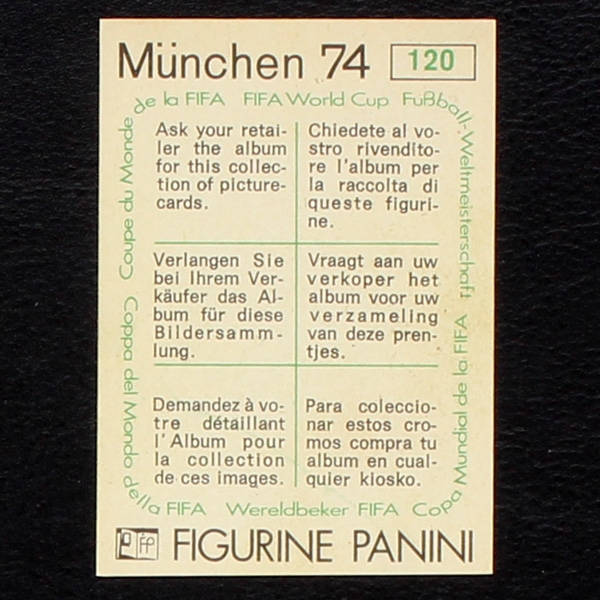 München 74
120
Coupe du Monde de la FIFA FIFA World Cup Fußball-Weltmeisterschaft
Ask your retai-
ler the album
for this collec-
tion of picture-
cards.
Chiedete al vo-
stro rivendito-
re l'album per
la raccolta di
queste figuri-
ne.
Verlangen Sie
bei Ihrem Ver-
käufer das Al-
bum für diese
Bildersamm-
lung.
Vraagt aan uw
verkoper het
album voor uw
verzameling
van deze pren-
tjes.
Demandez à vo-
tre détaillant
l'Album pour
la collection
de ces images.
Para coleccio-
nar estos cro-
mos compra tu
album en cual-
quier kiosko.
Coppa del Mondo della FIFA Wereldbeker FIFA Copa Mundial de la FIFA
FIGURINE PANINI